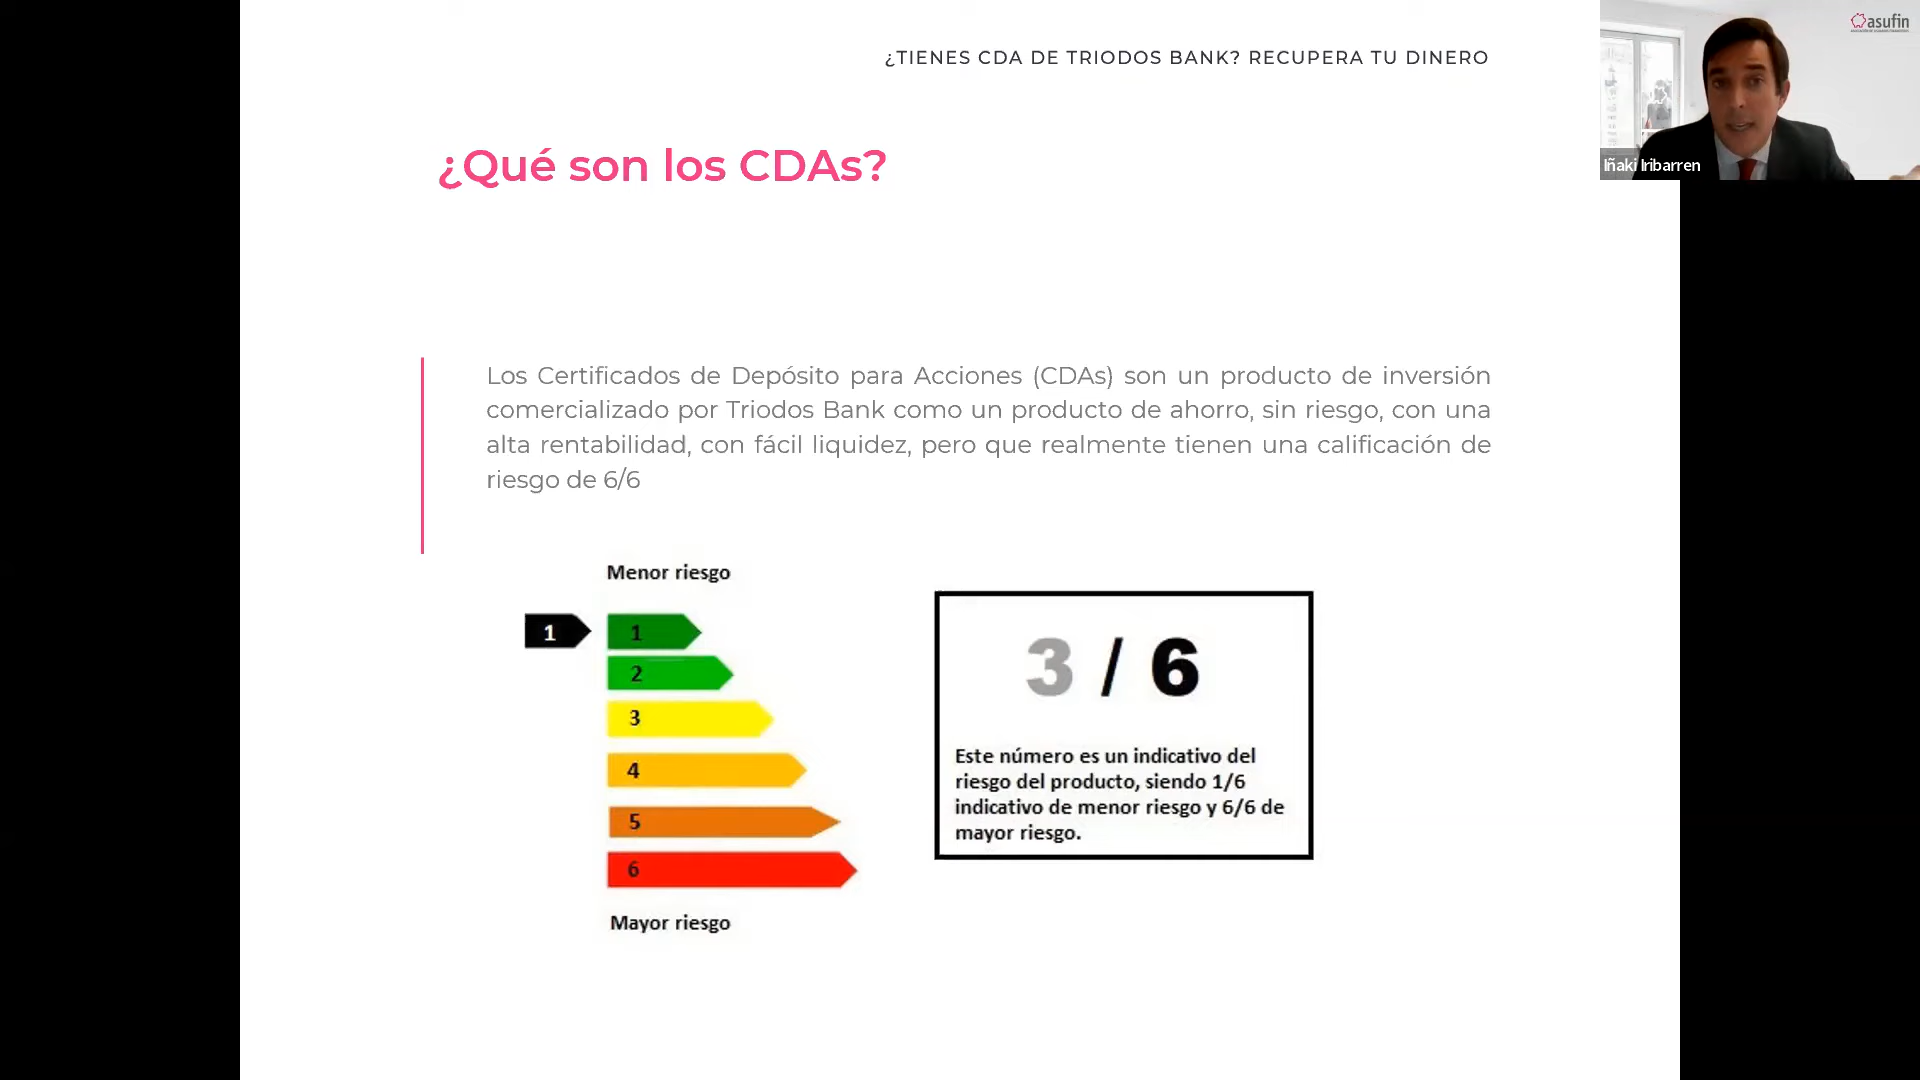 ¿TIENES CDA DE TRIODOS BANK? RECUPERA TU DINERO
asufin
Iñaki Iribarren
¿Qué son los CDAs?
Los Certificados de Depósito para Acciones (CDAs) son un producto de inversión
comercializado por Triodos Bank como un producto de ahorro, sin riesgo, con una
alta rentabilidad, con fácil liquidez, pero que realmente tienen una calificación de
riesgo de 6/6
Menor riesgo
1
1
2
3
4
5
6
Mayor riesgo
3 / 6
Este número es un indicativo del
riesgo del producto, siendo 1/6
indicativo de menor riesgo y 6/6 de
mayor riesgo.